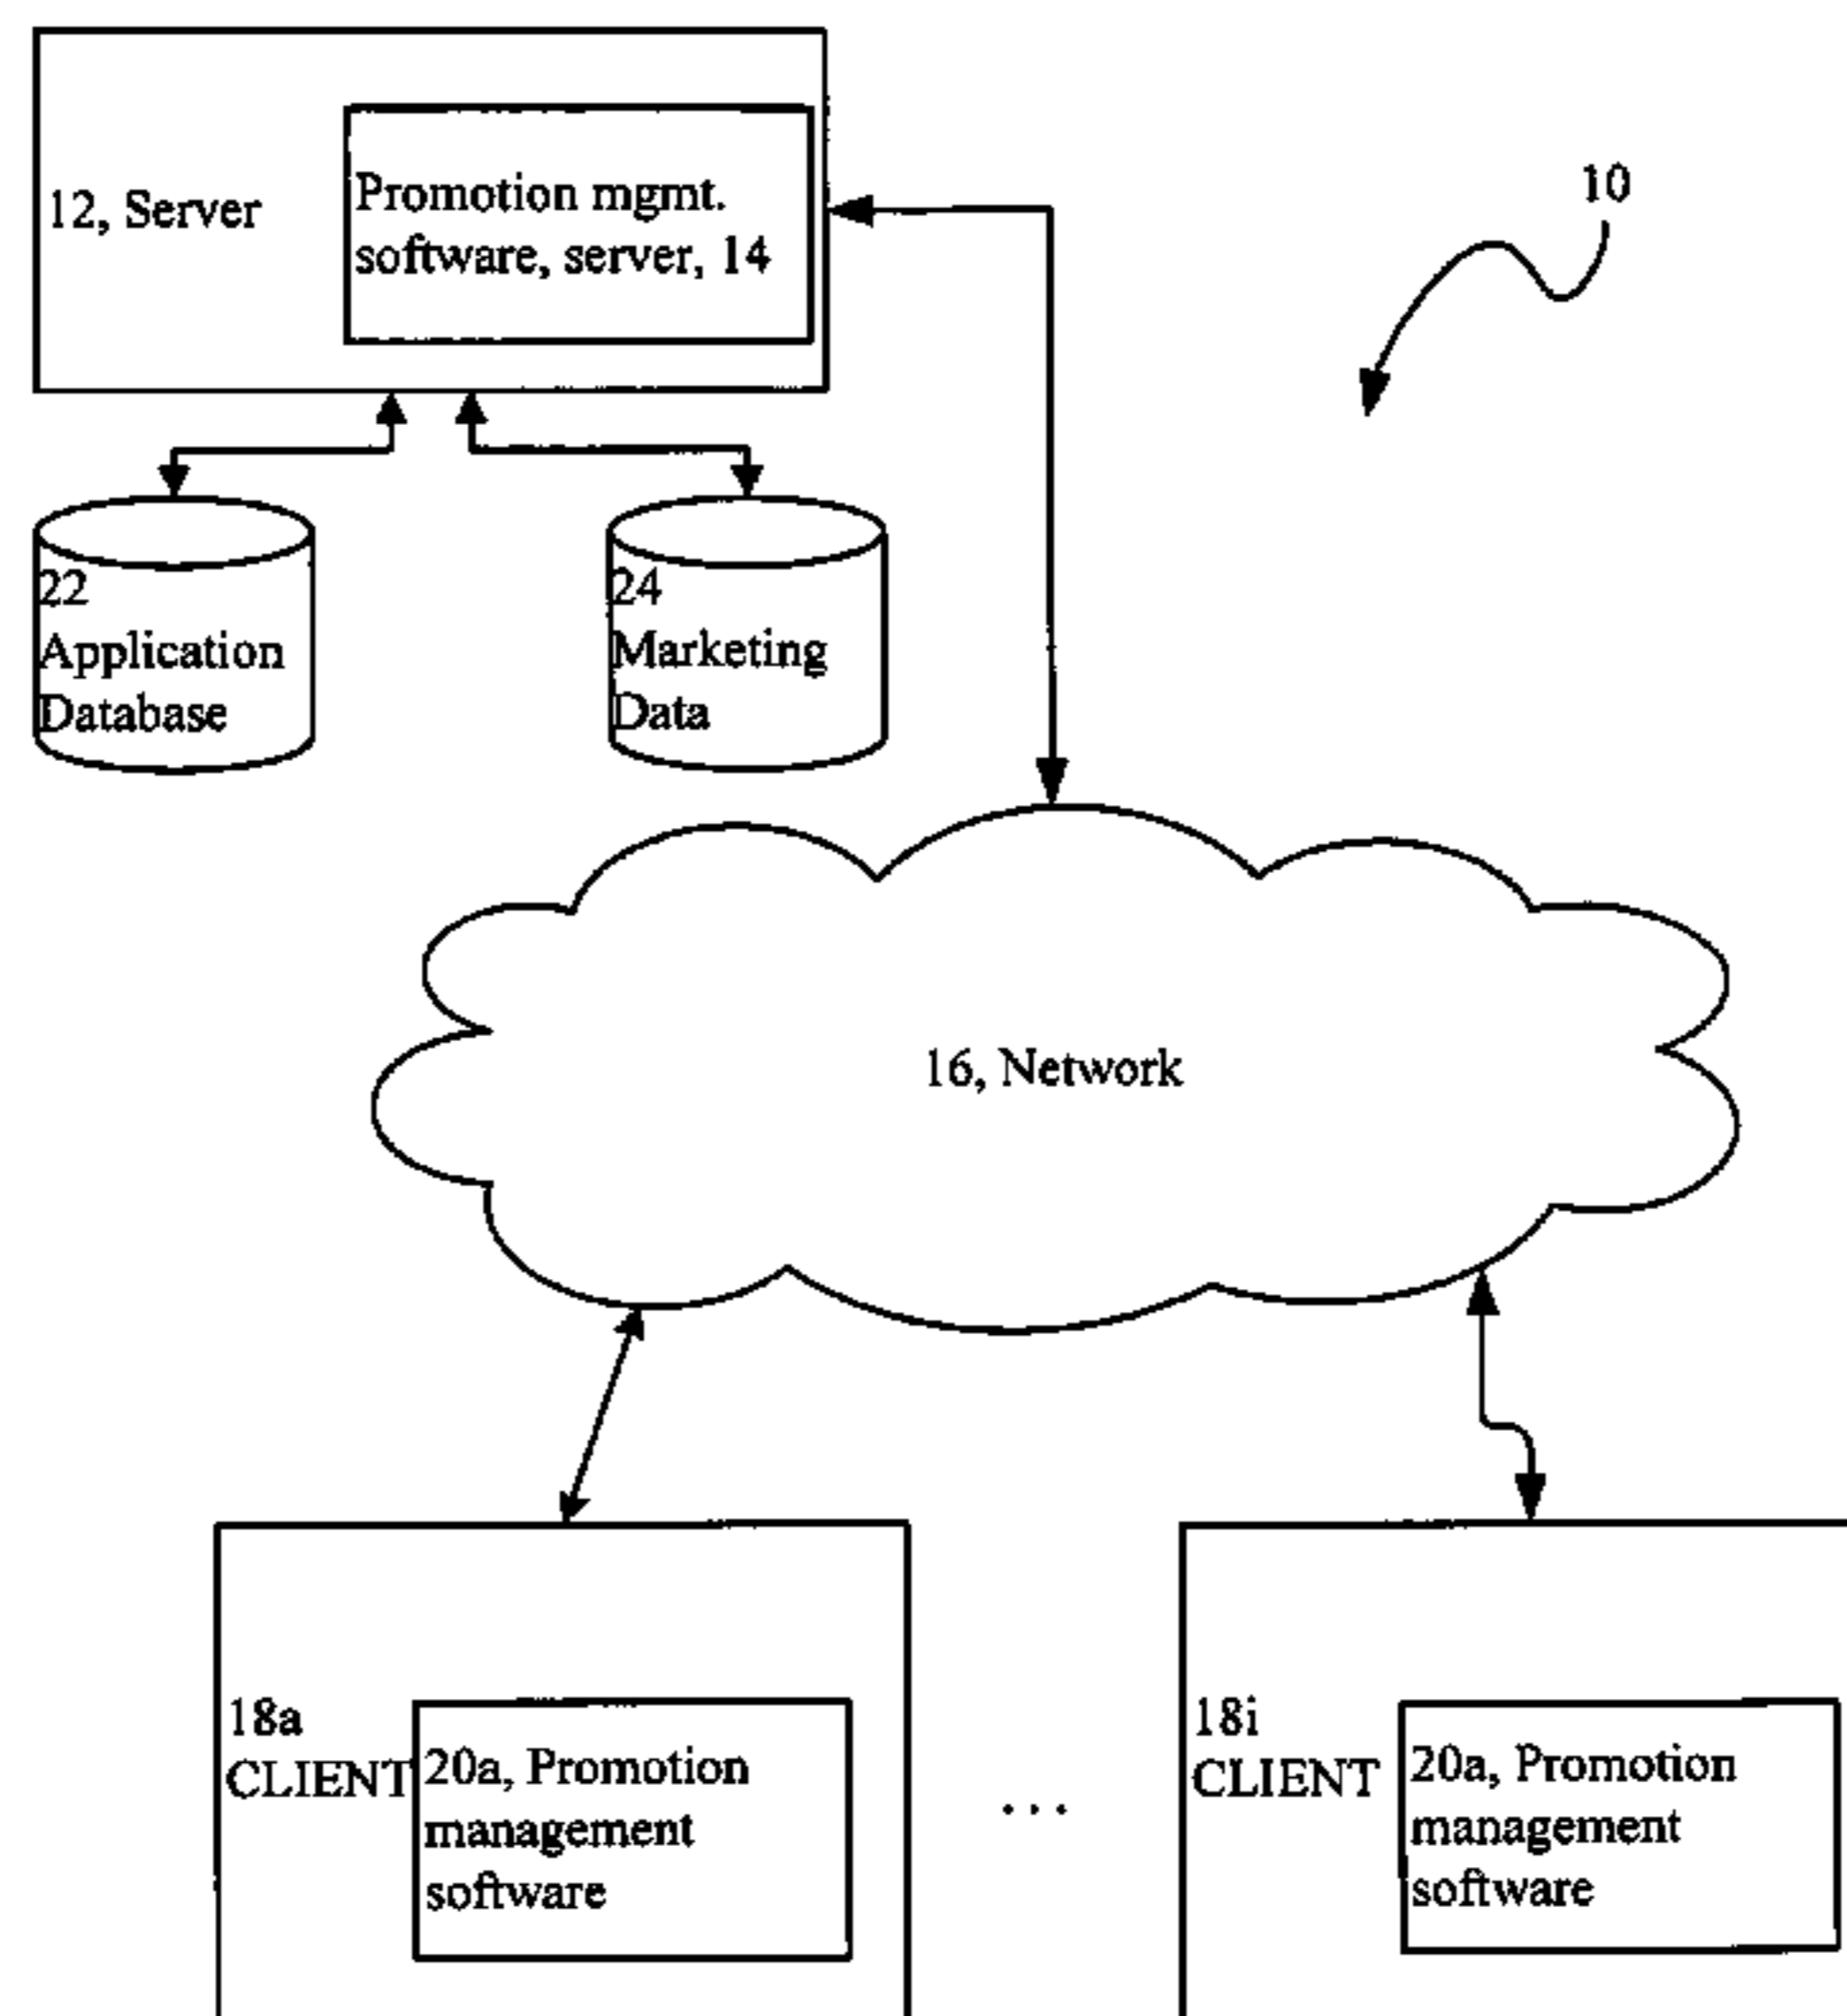 10
12, Server
Promotion mgmt.
software, server, 14
22
Application
Database
24
Marketing
Data
16, Network
18a
CLIENT
20a, Promotion
management
software
...
18i
CLIENT
20a, Promotion
management
software